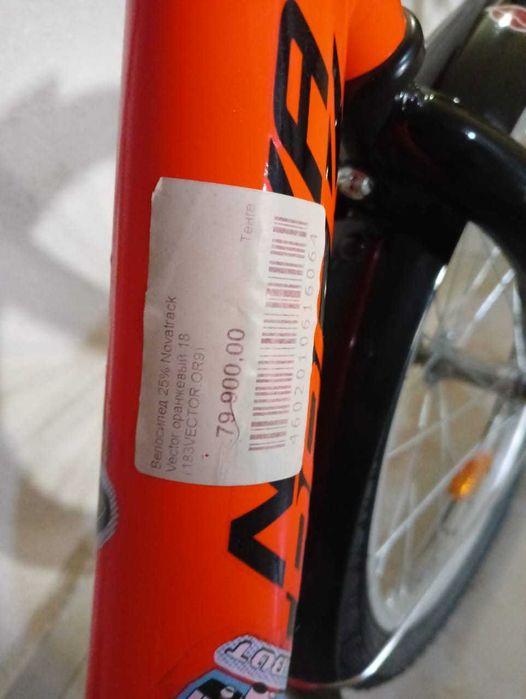 Велосипед 25% Novatrack
Vector оранжевый 18
(183VECTOR.OR9)
79 900,00
Тенге
4602010616064